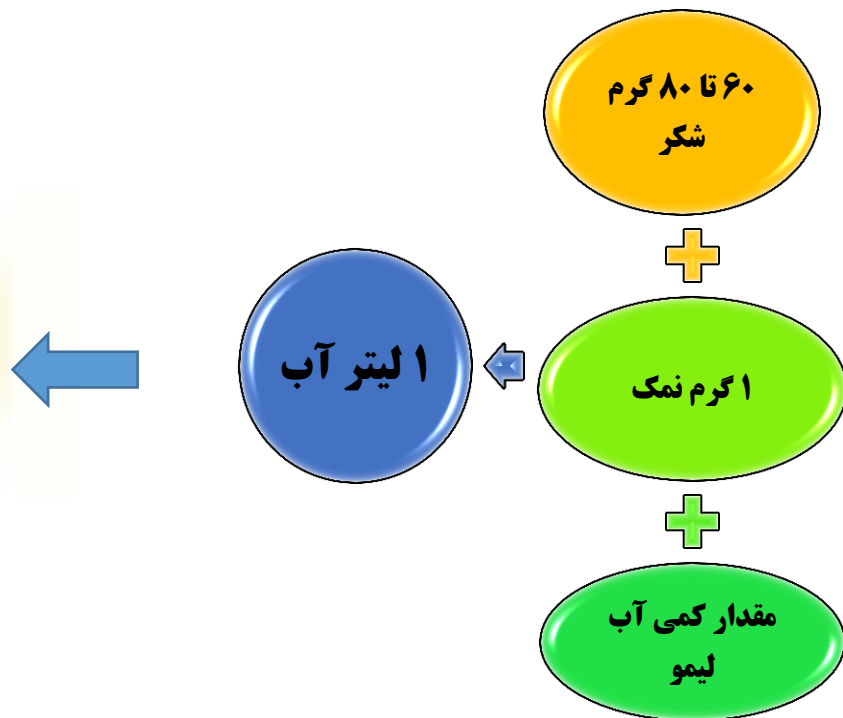 ۶۰ تا ۸۰ گرم
شکر
۱ گرم نمک
مقدار کمی آب
لیمو
۱ لیتر آب